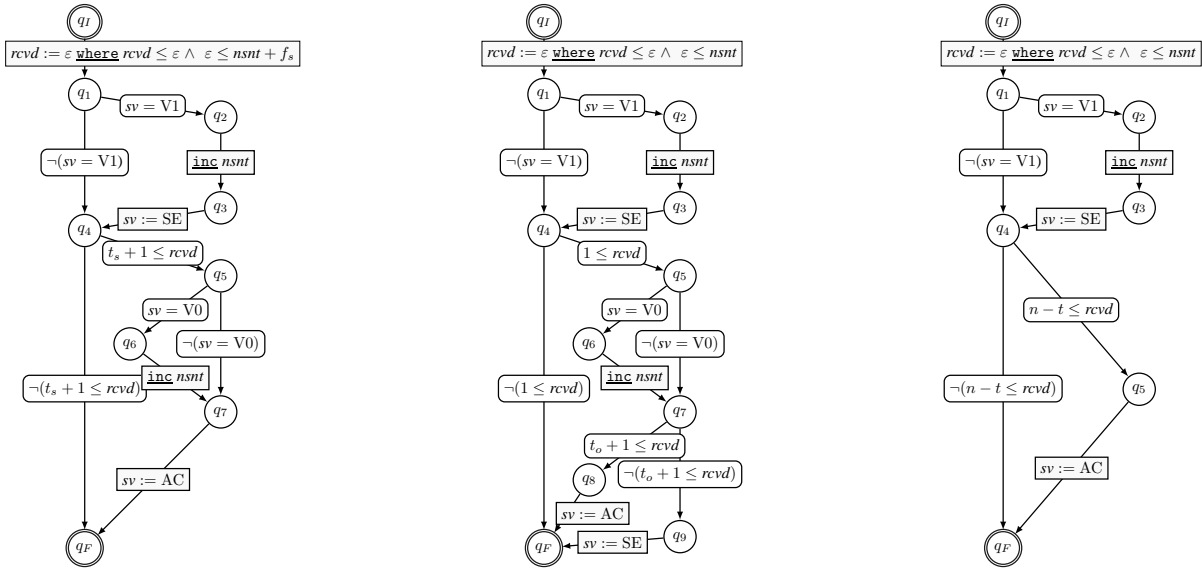 q_I
rcvd := ε where rcvd ≤ ε ∧ ε ≤ nsnt + f_s
q_1
sv = V1
q_2
¬(sv = V1)
inc nsnt
q_3
sv := SE
q_4
t_s + 1 ≤ rcvd
q_5
sv = V0
q_6
¬(sv = V0)
¬(t_s + 1 ≤ rcvd)
inc nsnt
q_7
sv := AC
q_F
q_I
rcvd := ε where rcvd ≤ ε ∧ ε ≤ nsnt
q_1
sv = V1
q_2
¬(sv = V1)
inc nsnt
q_3
sv := SE
q_4
1 ≤ rcvd
q_5
sv = V0
q_6
¬(sv = V0)
¬(1 ≤ rcvd)
inc nsnt
q_7
t_o + 1 ≤ rcvd
q_8
¬(t_o + 1 ≤ rcvd)
sv := AC
q_9
sv := SE
q_F
q_I
rcvd := ε where rcvd ≤ ε ∧ ε ≤ nsnt
q_1
sv = V1
q_2
¬(sv = V1)
inc nsnt
q_3
sv := SE
q_4
n − t ≤ rcvd
¬(n − t ≤ rcvd)
q_5
sv := AC
q_F